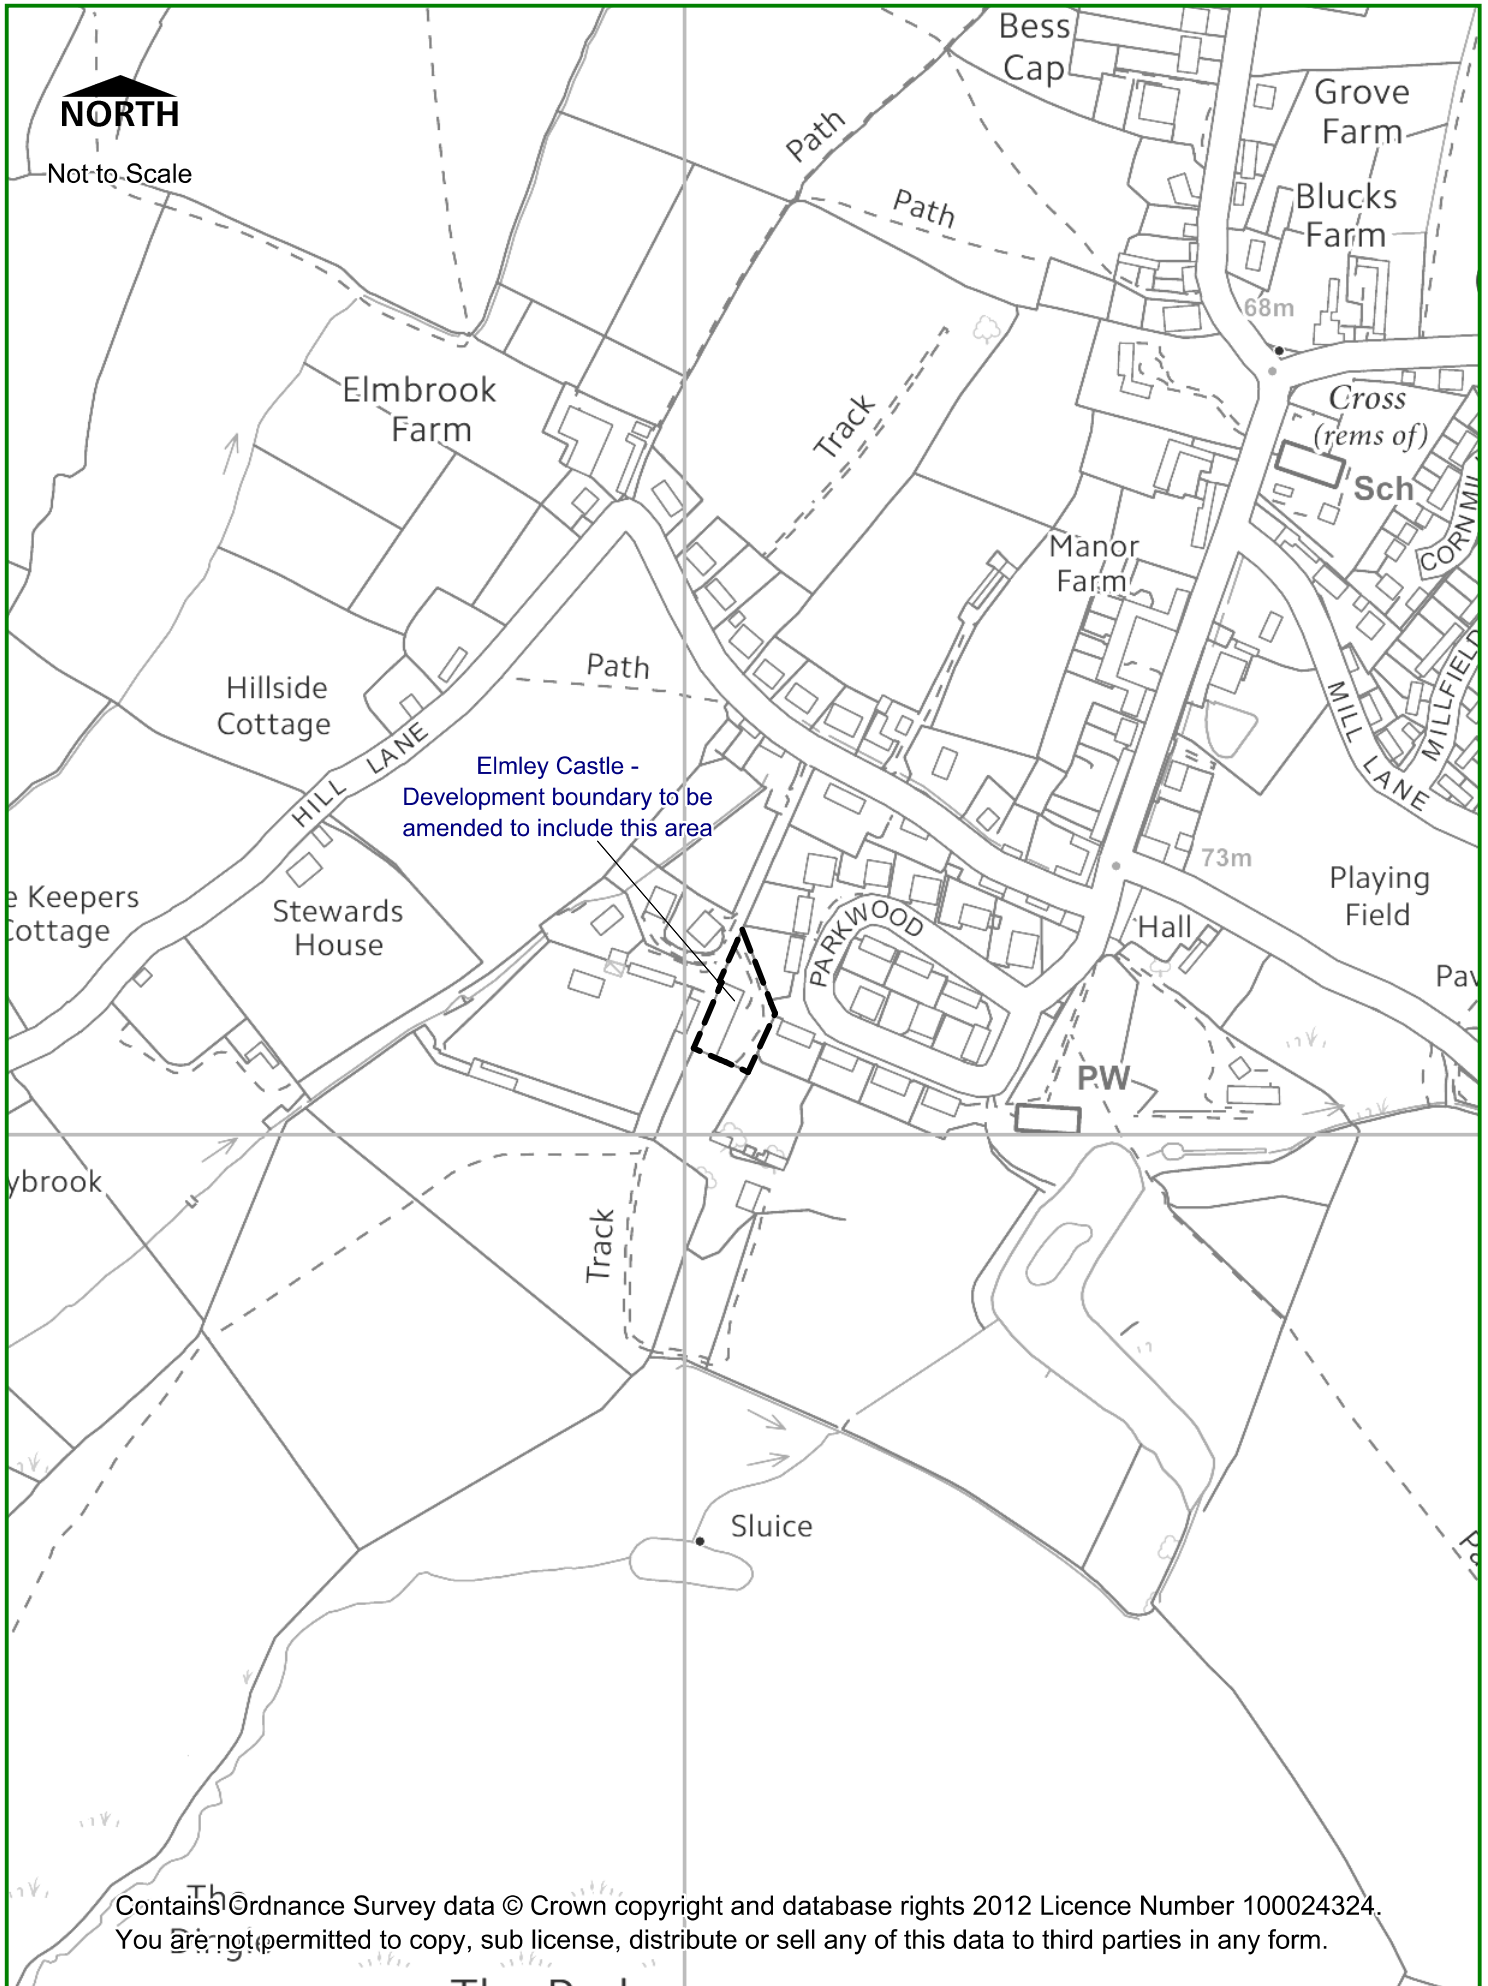 Bess
Cap
NORTH
Not to Scale
Grove
Farm
Path
Path
Blucks
Farm
68m
Elmbrook
Farm
Track
Cross
(rems of)
Sch
Manor
Farm
Path
Hillside
Cottage
MILL LANE
MILLFIELD
HILL LANE
Elmley Castle -
Development boundary to be
amended to include this area
73m
e Keepers
Cottage
Stewards
House
PARKWOOD
Hall
Playing
Field
PW
ybrook
Track
Sluice
The
Dingle
Contains Ordnance Survey data © Crown copyright and database rights 2012 Licence Number 100024324.
You are not permitted to copy, sub license, distribute or sell any of this data to third parties in any form.